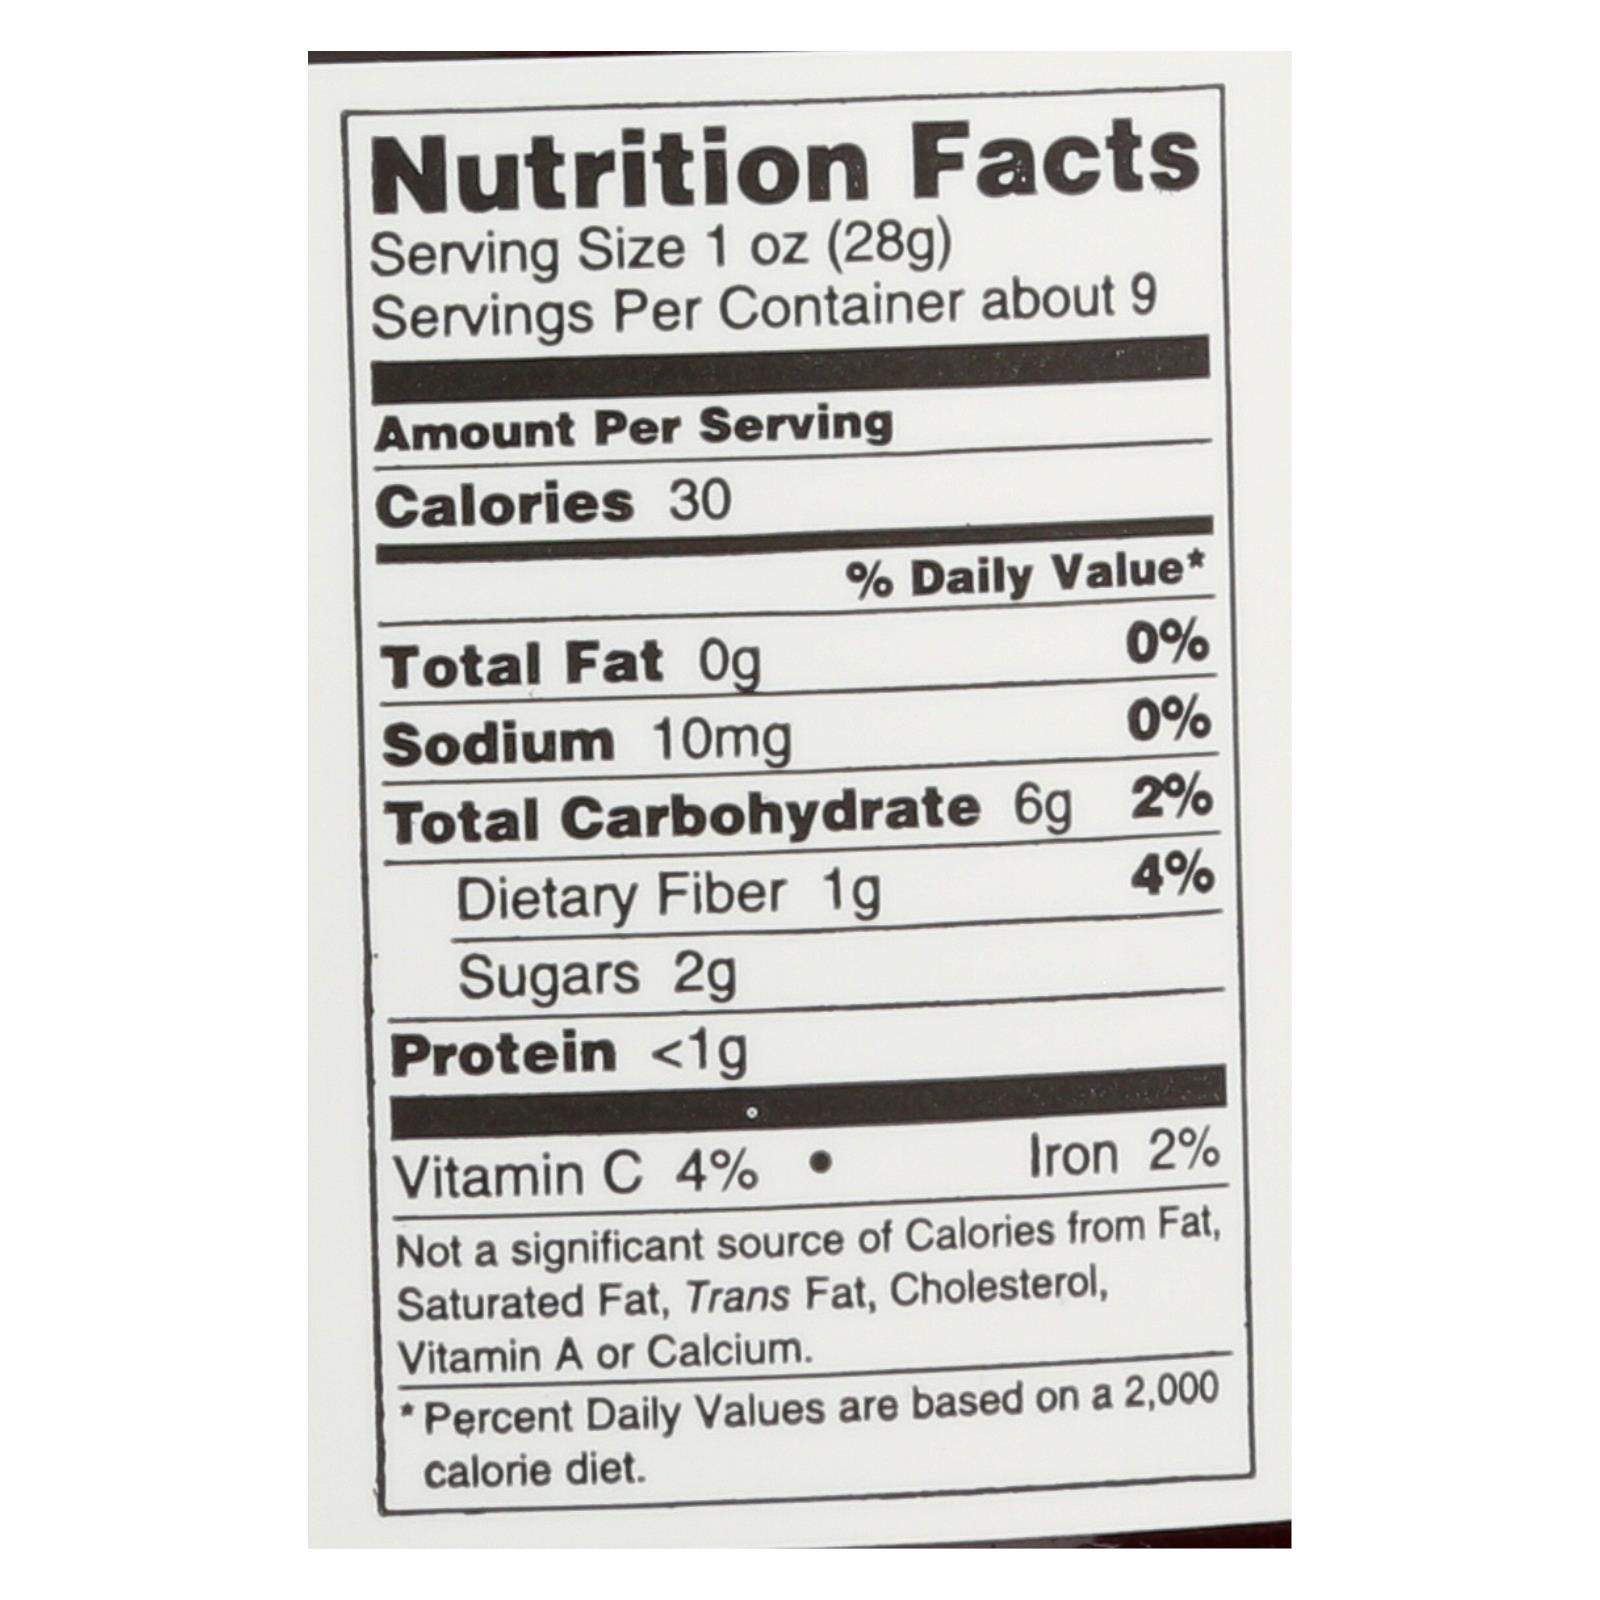 Nutrition Facts
Serving Size 1 oz (28g)
Servings Per Container about 9
Amount Per Serving
Calories 30
% Daily Value*
Total Fat 0g 0%
Sodium 10mg 0%
Total Carbohydrate 6g 2%
Dietary Fiber 1g 4%
Sugars 2g
Protein <1g
Vitamin C 4% • Iron 2%
Not a significant source of Calories from Fat,
Saturated Fat, Trans Fat, Cholesterol,
Vitamin A or Calcium.
* Percent Daily Values are based on a 2,000
calorie diet.